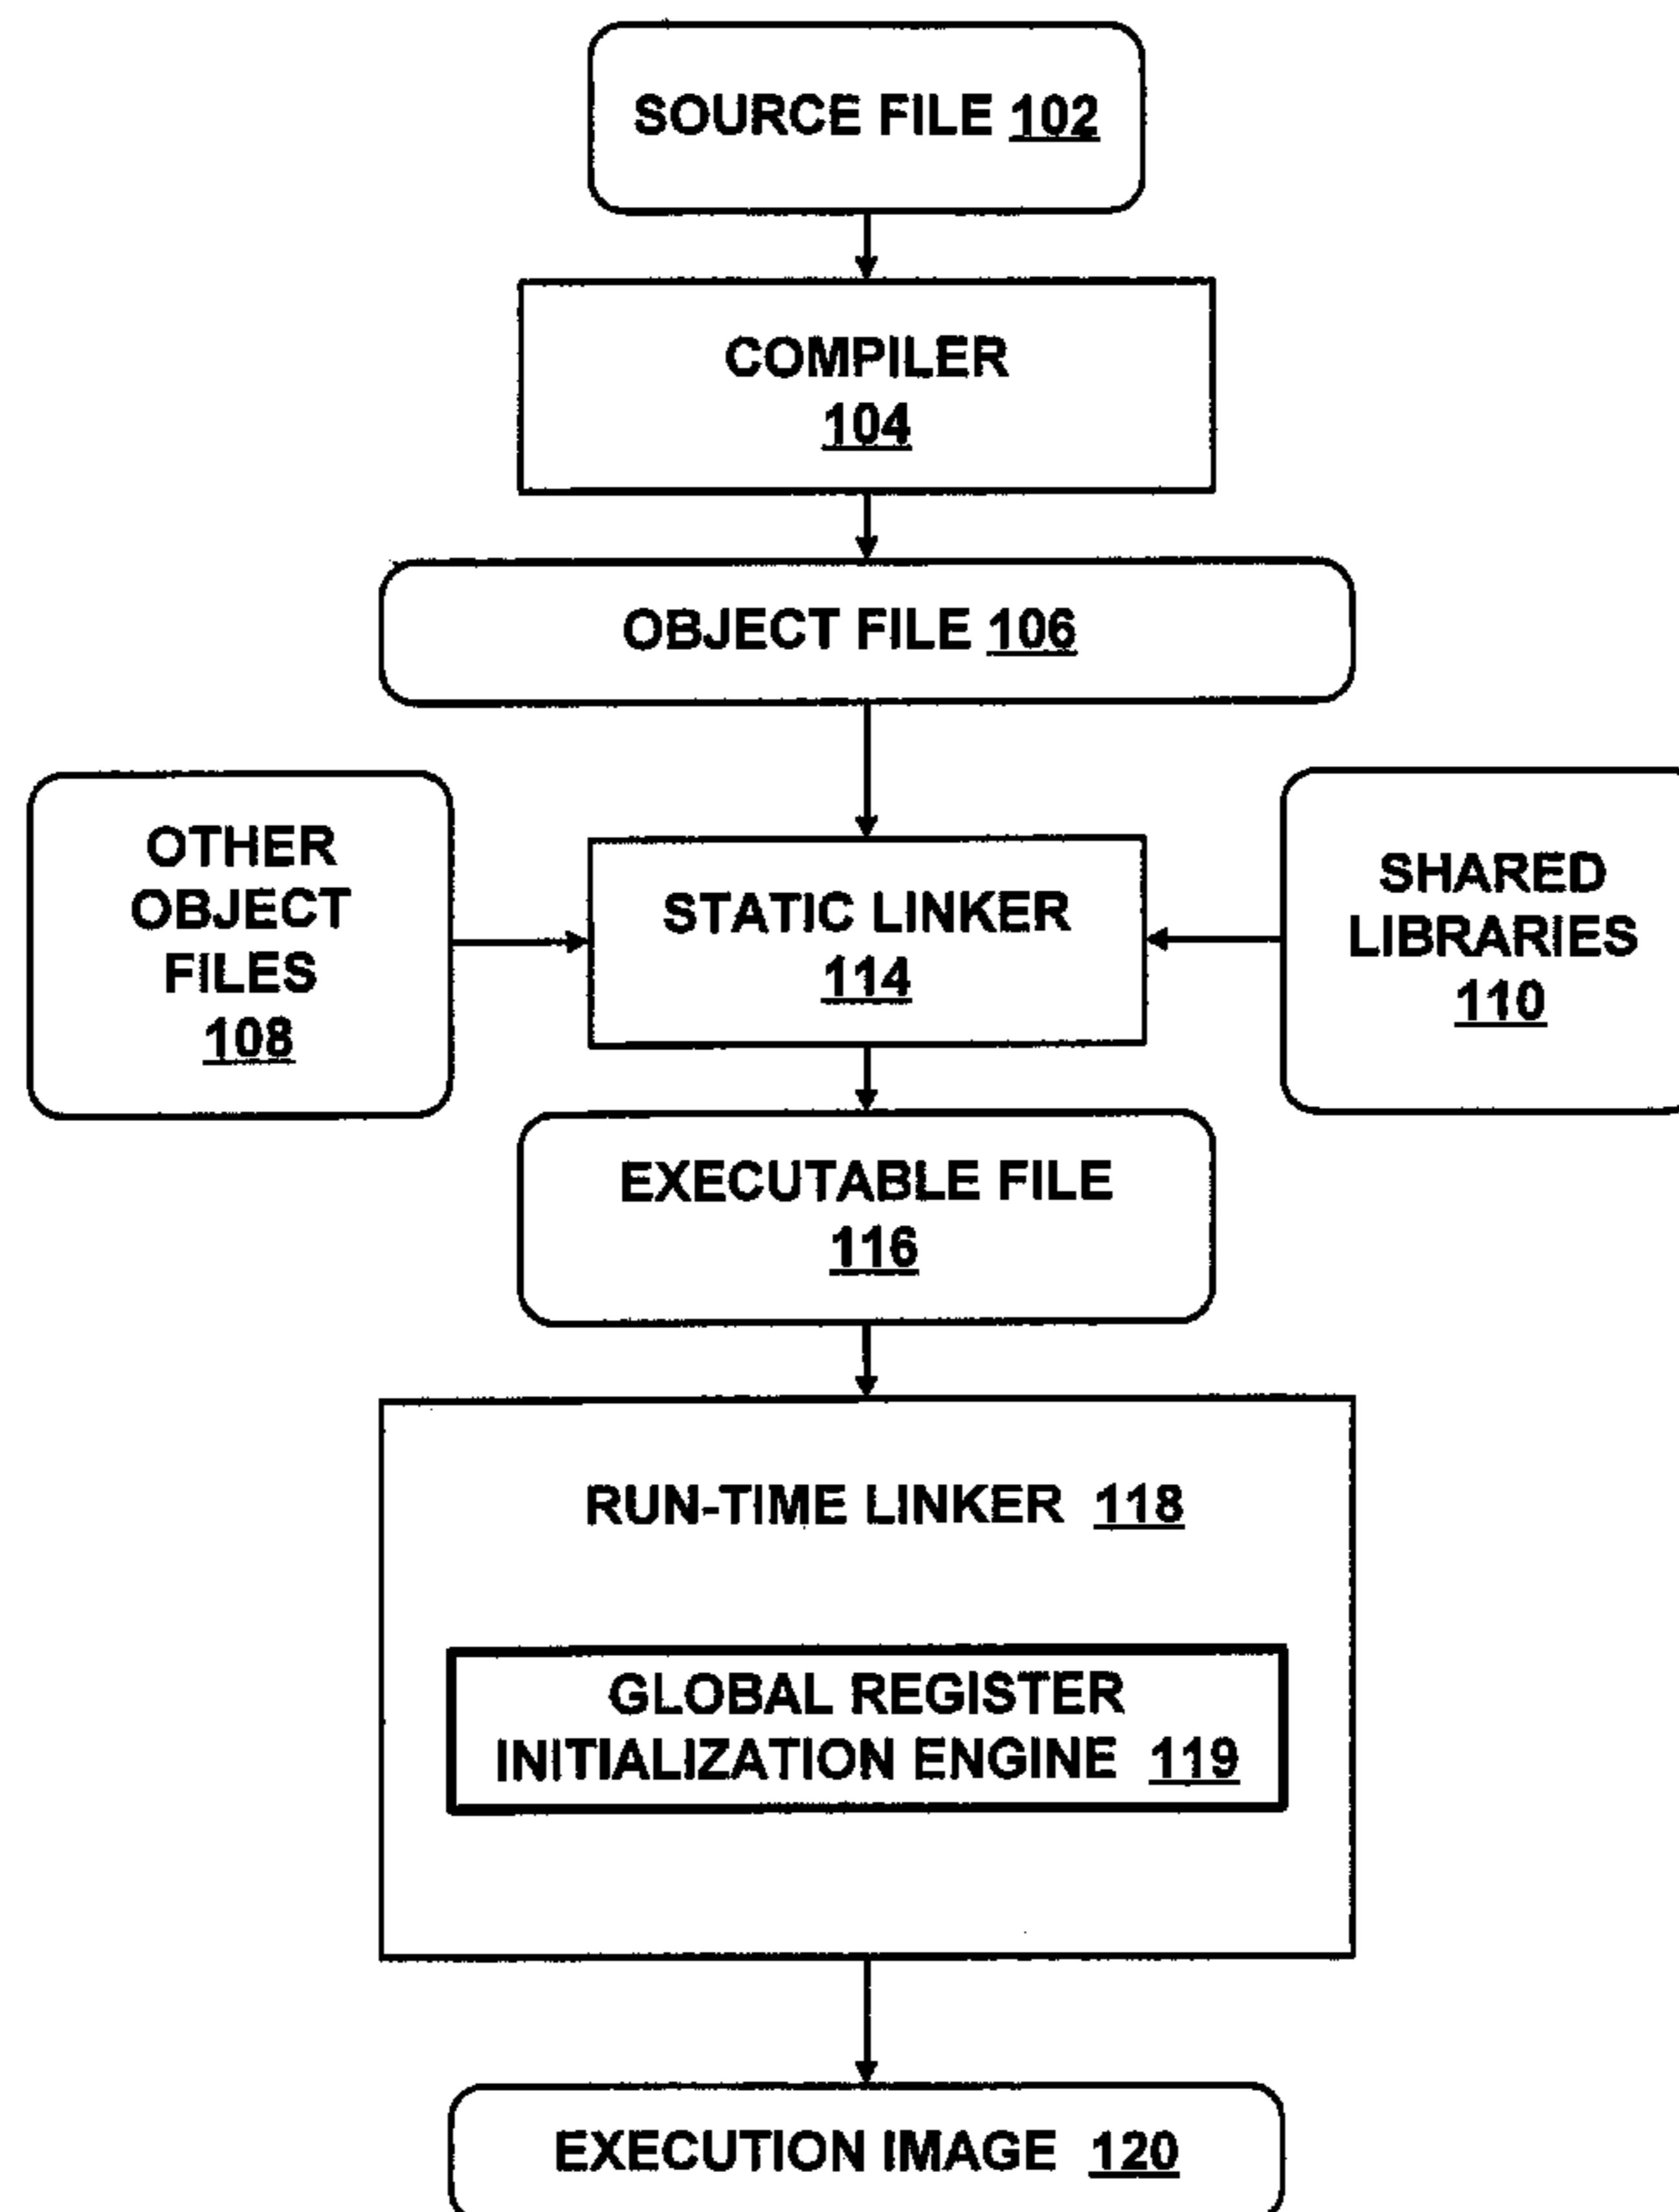 SOURCE FILE 102
COMPILER
104
OBJECT FILE 106
OTHER
OBJECT
FILES
108
STATIC LINKER
114
SHARED
LIBRARIES
110
EXECUTABLE FILE
116
RUN-TIME LINKER 118
GLOBAL REGISTER
INITIALIZATION ENGINE 119
EXECUTION IMAGE 120